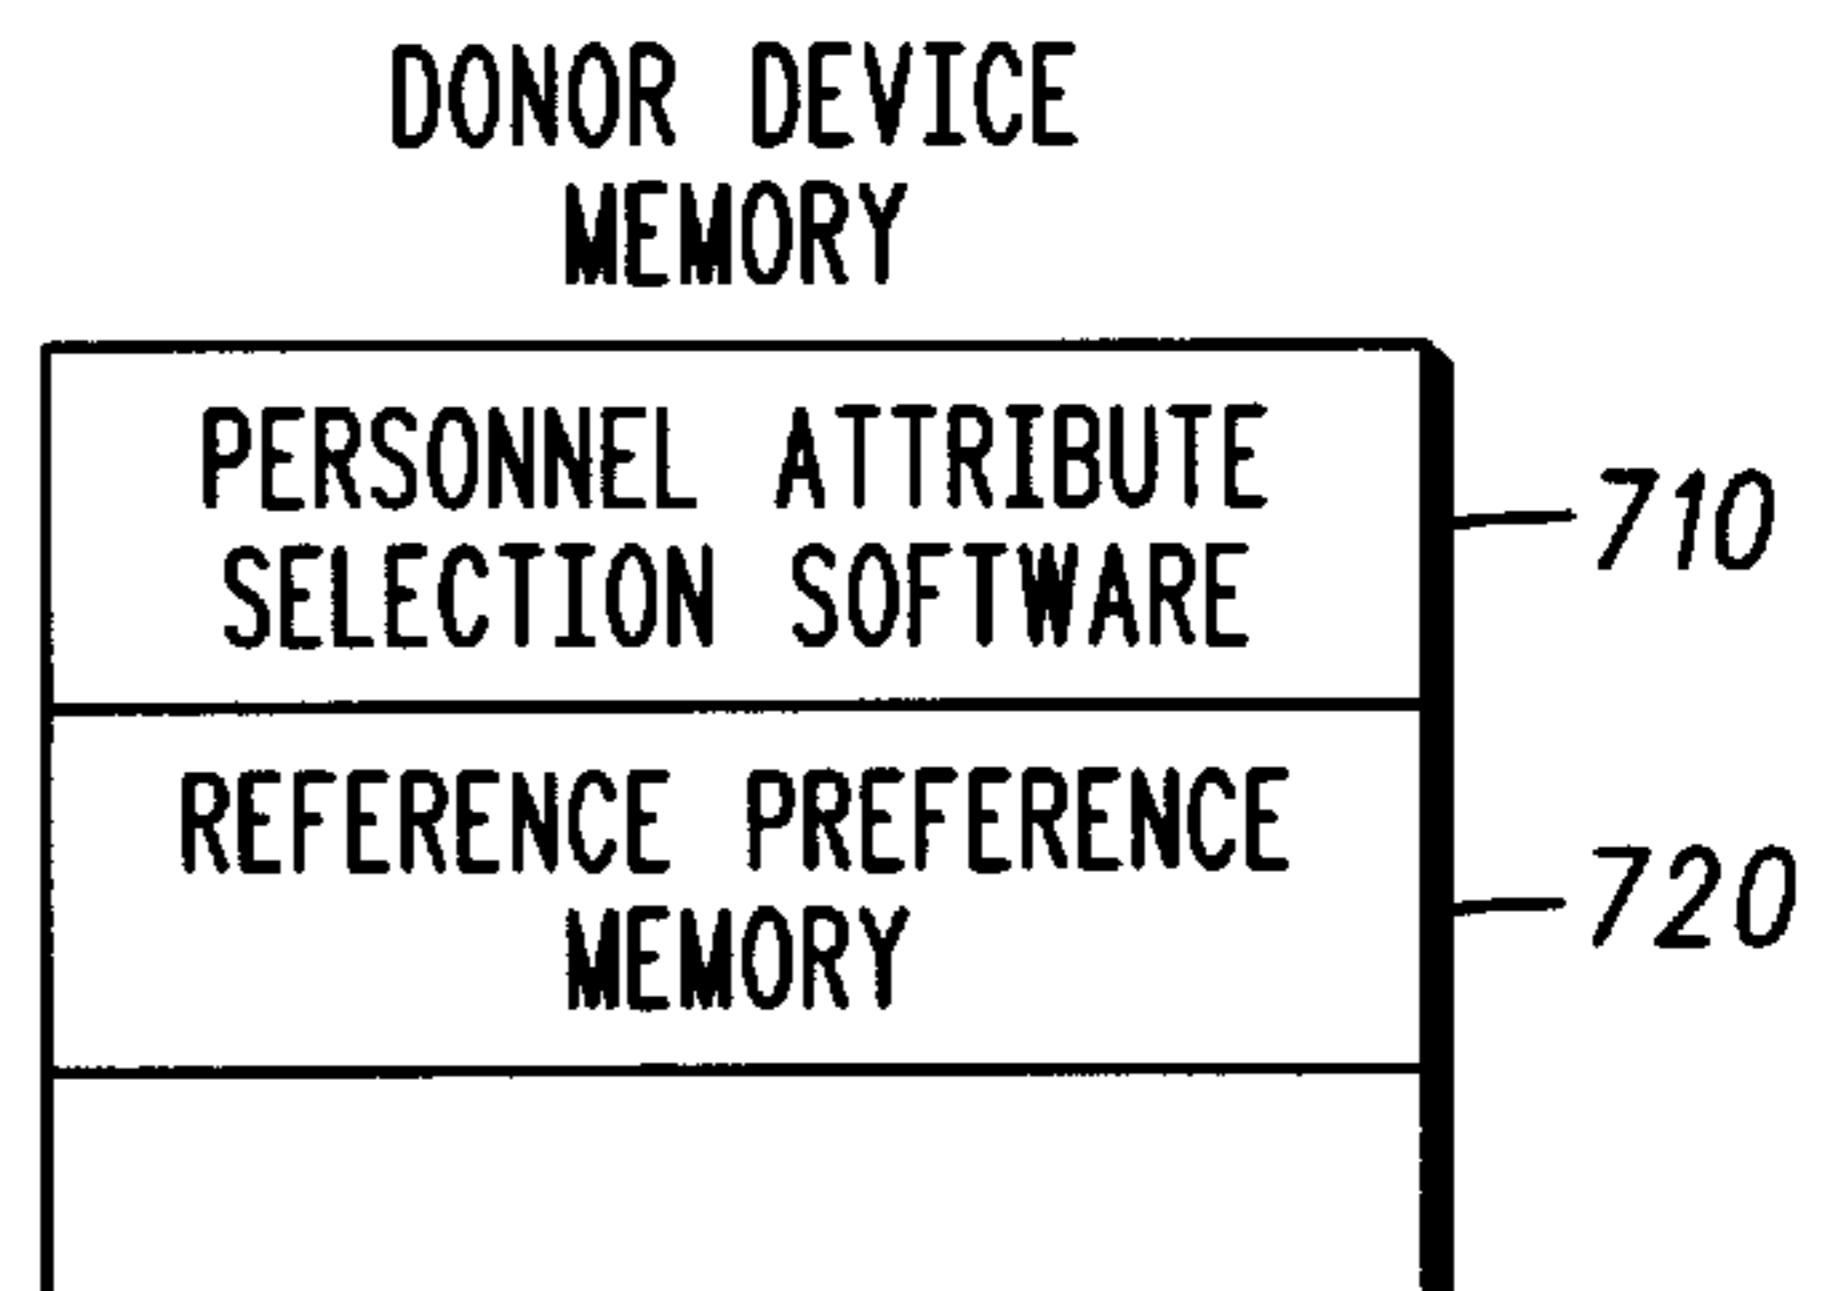 DONOR DEVICE
MEMORY
PERSONNEL ATTRIBUTE
SELECTION SOFTWARE
710
REFERENCE PREFERENCE
MEMORY
720